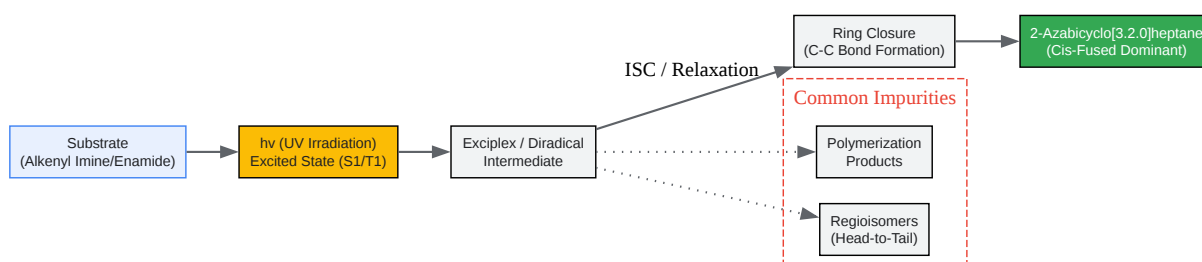 Substrate
(Alkenyl Imine/Enamide)
hν (UV Irradiation)
Excited State (S1/T1)
Exciplex / Diradical
Intermediate
ISC / Relaxation
Ring Closure
(C-C Bond Formation)
2-Azabicyclo[3.2.0]heptane
(Cis-Fused Dominant)
Common Impurities
Polymerization
Products
Regioisomers
(Head-to-Tail)